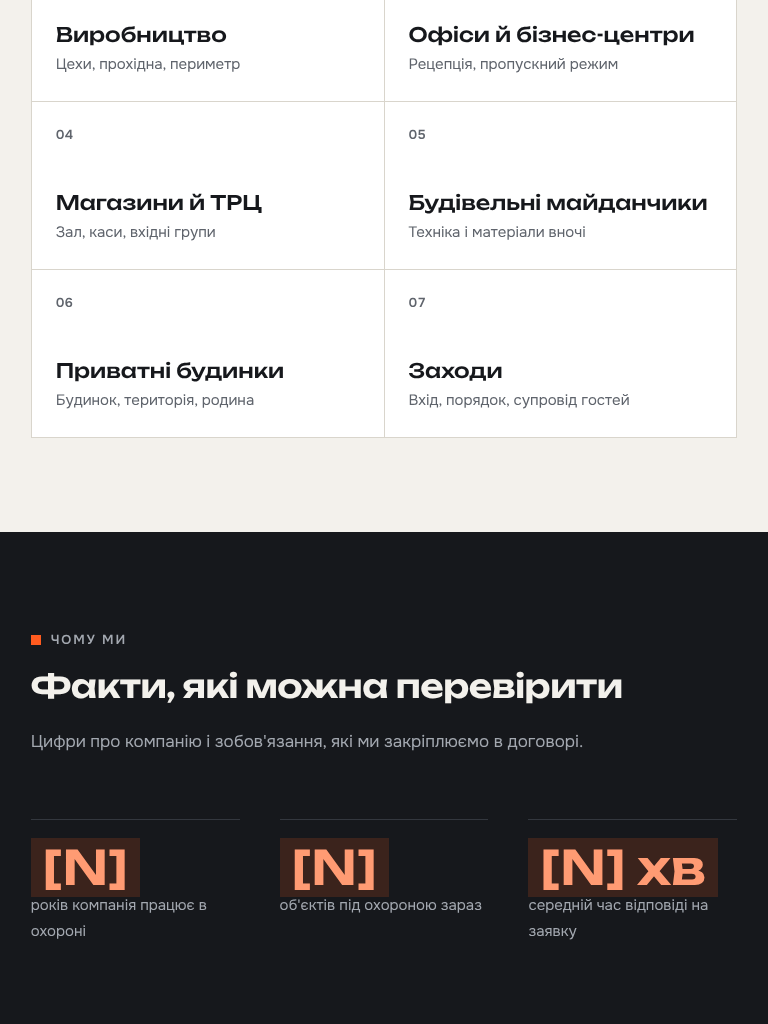 Виробництво
Цехи, прохідна, периметр
Офіси й бізнес-центри
Рецепція, пропускний режим
04
Магазини й ТРЦ
Зал, каси, вхідні групи
05
Будівельні майданчики
Техніка і матеріали вночі
06
Приватні будинки
Будинок, територія, родина
07
Заходи
Вхід, порядок, супровід гостей
ЧОМУ МИ
Факти, які можна перевірити
Цифри про компанію і зобов'язання, які ми закріплюємо в договорі.
[N]
років компанія працює в
охороні
[N]
об'єктів під охороною зараз
[N] хв
середній час відповіді на
заявку